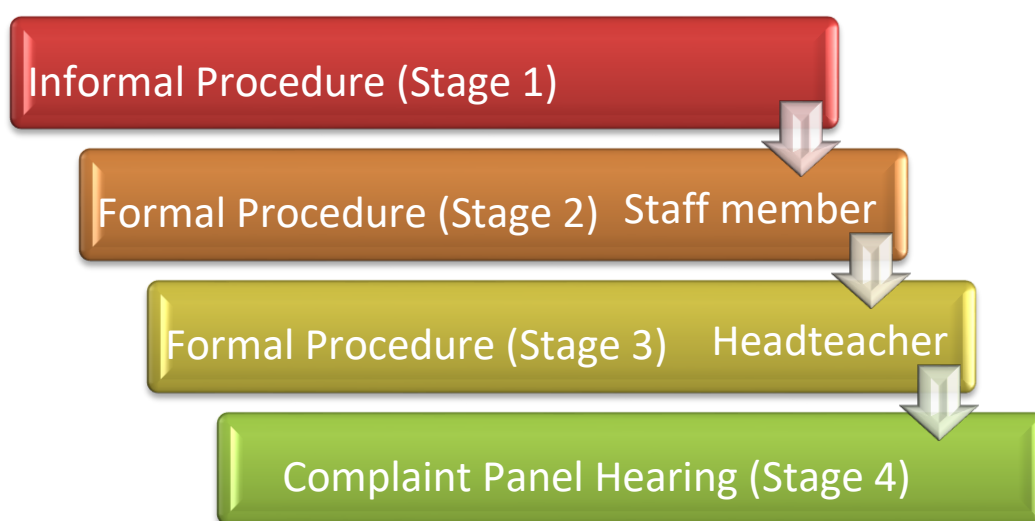 Informal Procedure (Stage 1)
Formal Procedure (Stage 2) Staff member
Formal Procedure (Stage 3) Headteacher
Complaint Panel Hearing (Stage 4)